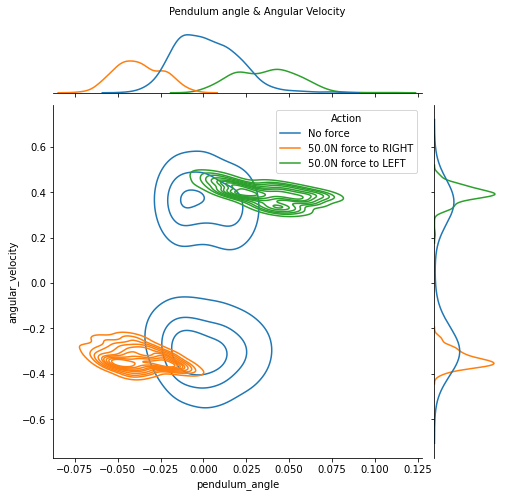 Pendulum angle & Angular Velocity
Action
No force
50.0N force to RIGHT
50.0N force to LEFT
0.6
0.4
0.2
0.0
−0.2
−0.4
−0.6
angular_velocity
−0.075 −0.050 −0.025 0.000 0.025 0.050 0.075 0.100 0.125
pendulum_angle